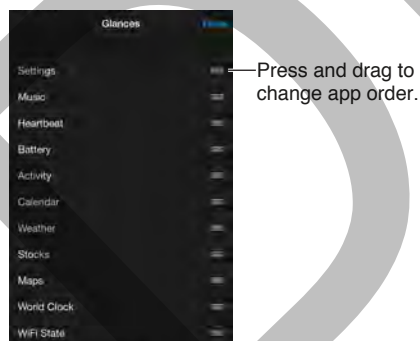 Glances
Settings
Press and drag to
change app order.
Music
Heartbeat
Battery
Activity
Calendar
Weather
Stocks
Maps
World Clock
WiFi State